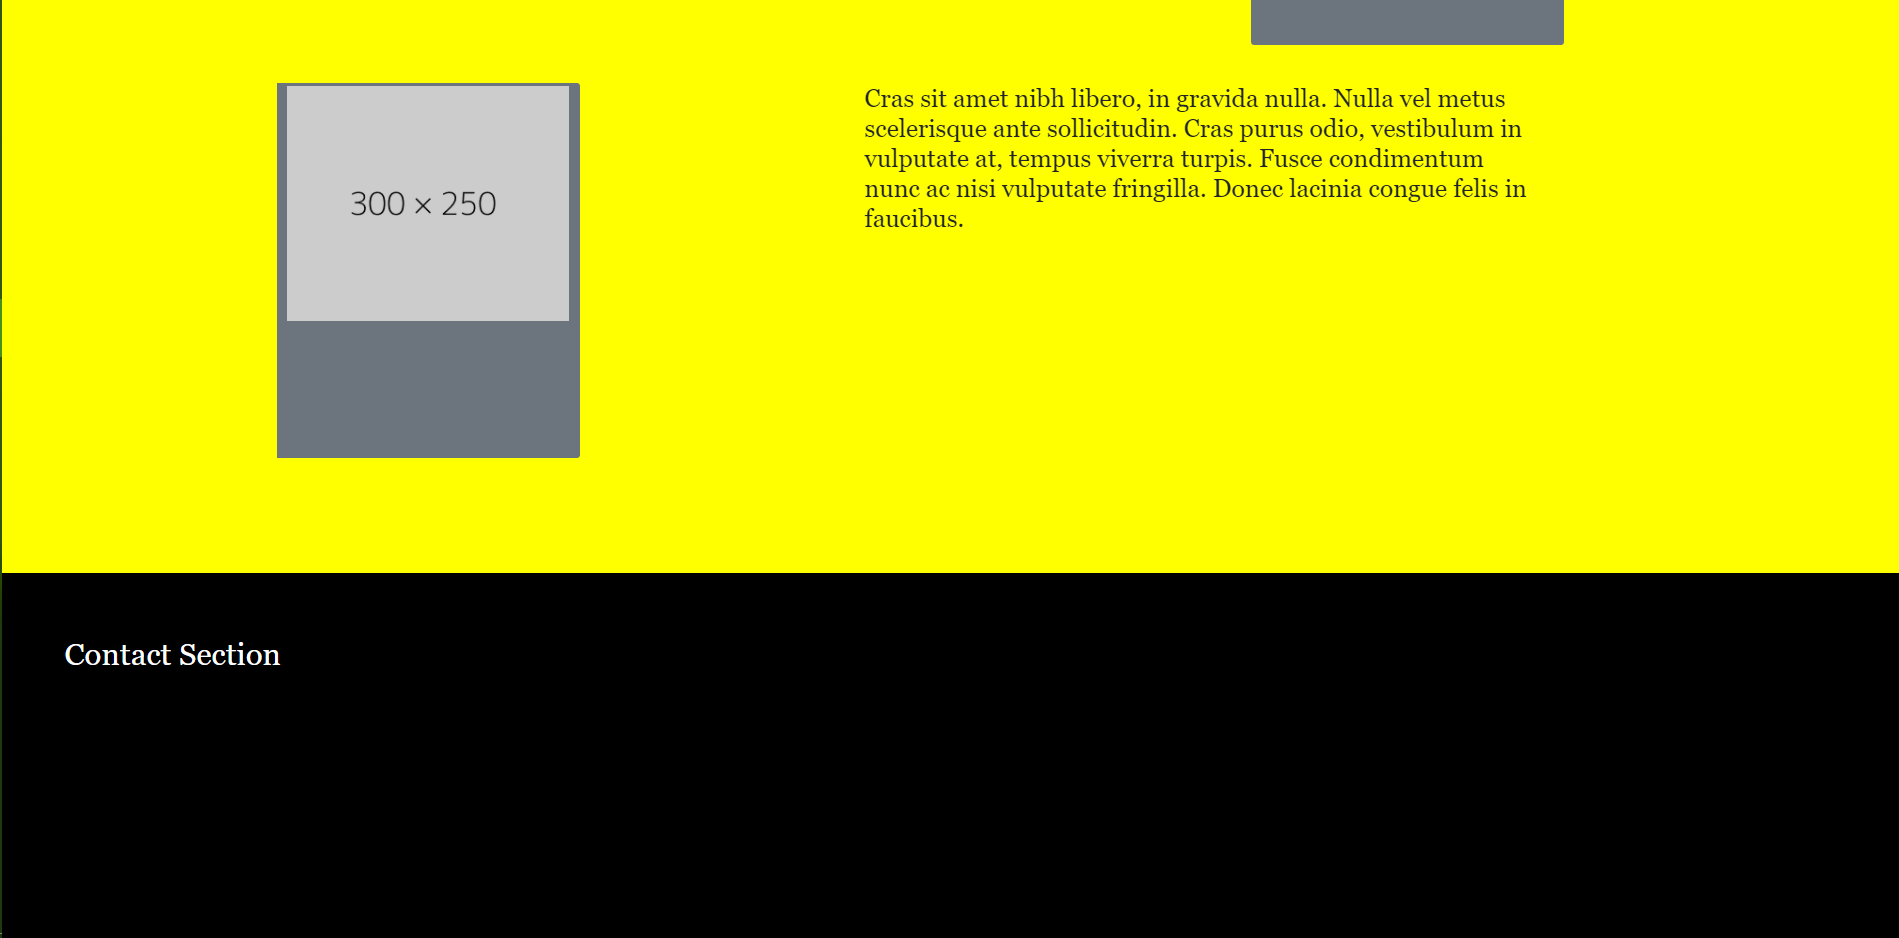 300 × 250
Cras sit amet nibh libero, in gravida nulla. Nulla vel metus
scelerisque ante sollicitudin. Cras purus odio, vestibulum in
vulputate at, tempus viverra turpis. Fusce condimentum
nunc ac nisi vulputate fringilla. Donec lacinia congue felis in
faucibus.
Contact Section